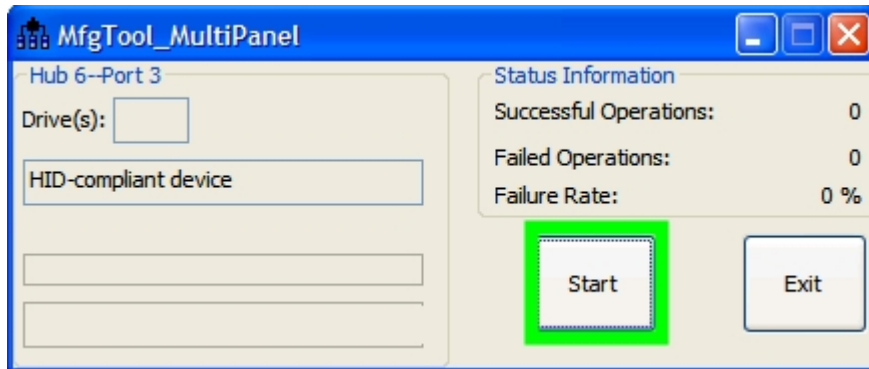 MfgTool_MultiPanel
Hub 6--Port 3
Drive(s):
HID-compliant device
Status Information
Successful Operations: 0
Failed Operations: 0
Failure Rate: 0 %
Start
Exit